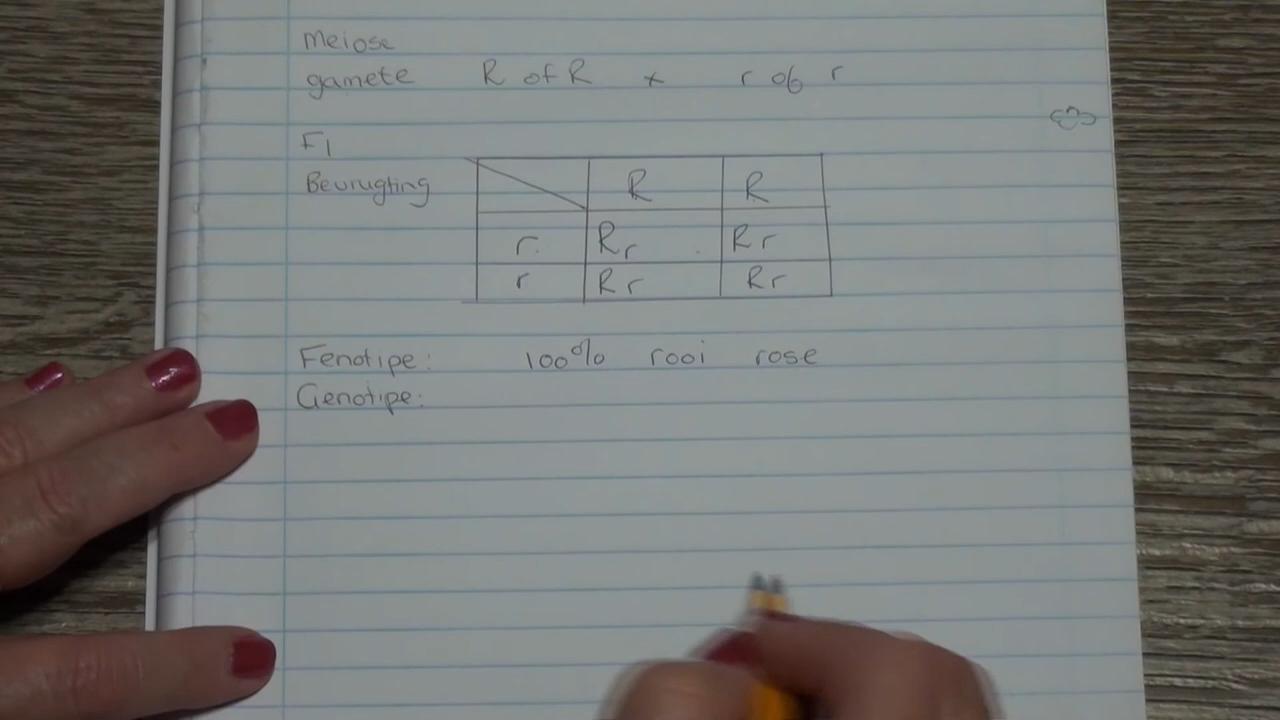 Meiose
gamete R of R x r of r
F1
Bevrugting R R
r Rr Rr
r Rr Rr
Fenotipe: 100% rooi rose
Genotipe: